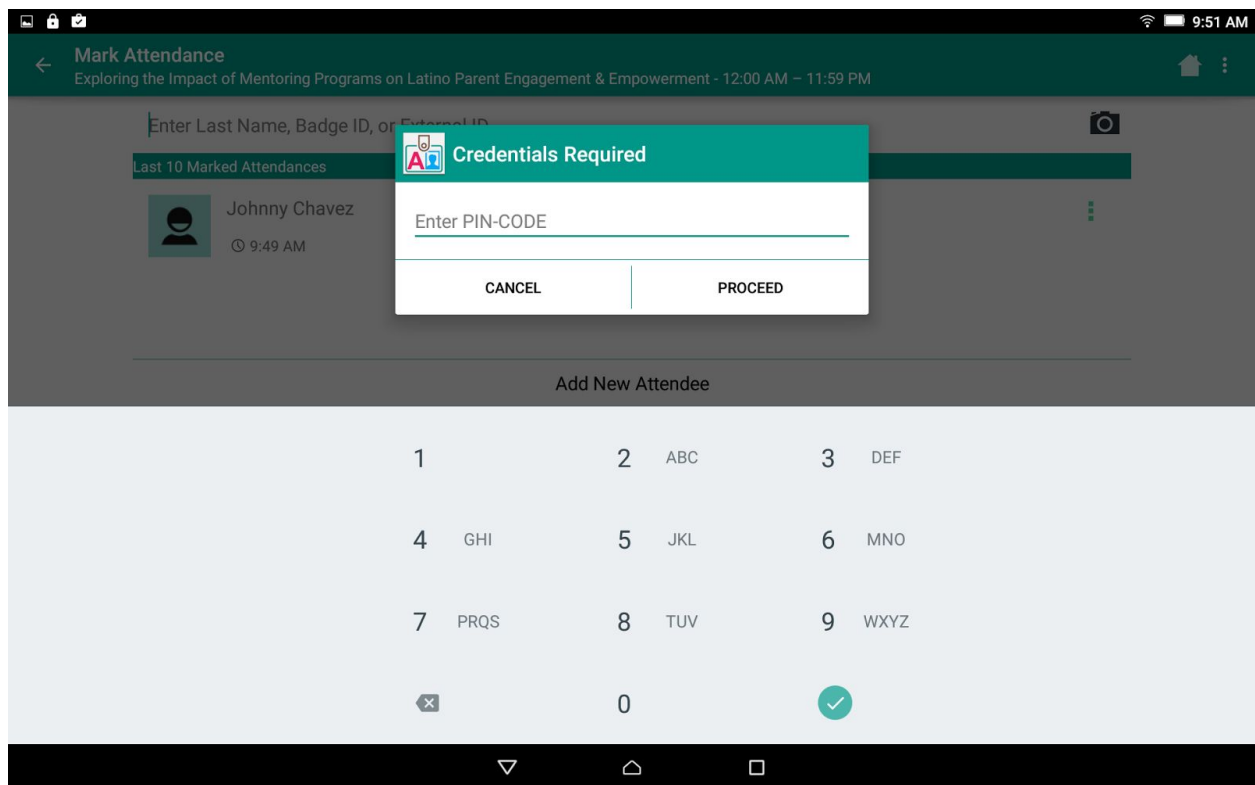 9:51 AM
Mark Attendance
Exploring the Impact of Mentoring Programs on Latino Parent Engagement & Empowerment - 12:00 AM – 11:59 PM
Enter Last Name, Badge ID, or External ID
Credentials Required
Last 10 Marked Attendances
Johnny Chavez
Enter PIN-CODE
9:49 AM
CANCEL PROCEED
Add New Attendee
1 2 ABC 3 DEF
4 GHI 5 JKL 6 MNO
7 PRQS 8 TUV 9 WXYZ
0